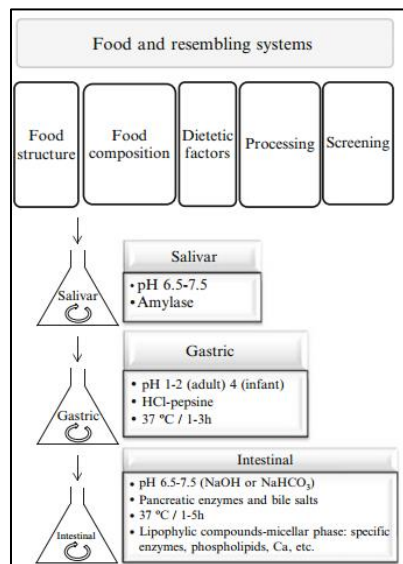 Food and resembling systems
Food structure
Food composition
Dietetic factors
Processing
Screening
Salivar
Salivar
• pH 6.5-7.5
• Amylase
Gastric
Gastric
• pH 1-2 (adult) 4 (infant)
• HCl-pepsine
• 37 °C / 1-3h
Intestinal
Intestinal
• pH 6.5-7.5 (NaOH or NaHCO₃)
• Pancreatic enzymes and bile salts
• 37 °C / 1-5h
• Lipophylic compounds-micellar phase: specific
enzymes, phospholipids, Ca, etc.